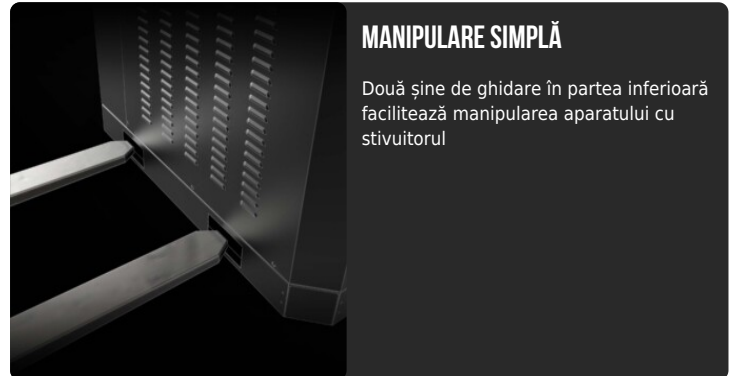 MANIPULARE SIMPLĂ
Două șine de ghidare în partea inferioară
facilitează manipularea aparatului cu
stivuitorul